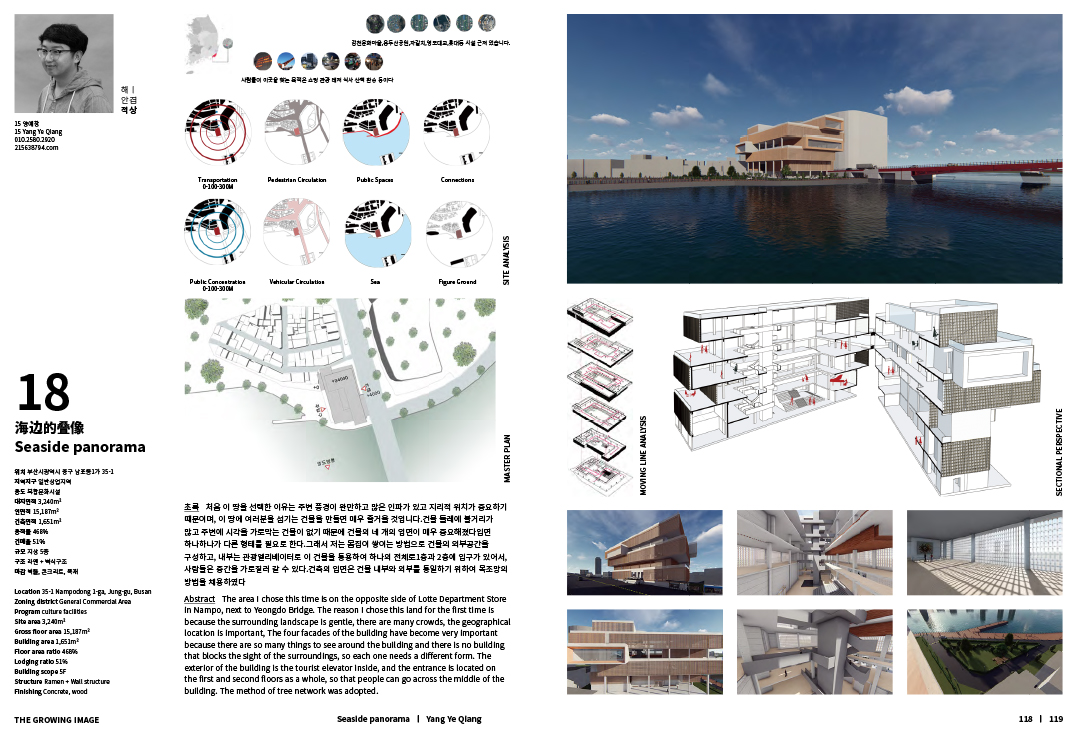 해ㅣ
안겹
적상
15 양예창
15 Yang Ye Qiang
010.2580.2920
215638794.com
18
海边的叠像
Seaside panorama
위치 부산시광역시 중구 남포동1가 35-1
지역지구 일반상업지역
용도 복합문화시설
대지면적 3,240m²
연면적 15,187m²
건축면적 1,651m²
용적률 468%
건폐율 51%
규모 지상 5층
구조 라멘 + 벽식구조
마감 벽돌, 콘크리트, 목재
Location 35-1 Nampodong 1-ga, Jung-gu, Busan
Zoning district General Commercial Area
Program culture facilities
Site area 3,240m²
Gross floor area 15,187m²
Building area 1,651m²
Floor area ratio 468%
Lodging ratio 51%
Building scope 5F
Structure Ramen + Wall structure
Finishing Concrete, wood
THE GROWING IMAGE
감천문화마을,용두산공원,자갈치,영도대교,롯데등 시설 근처 있습니다.
사람들이 이곳을 찾는 목적은 쇼핑 관광 레저 식사 산책 환승 등이다
Transportation
0-100-300M
Pedestrian Circulation
Public Spaces
Connections
Public Concentration
0-100-300M
Vehicular Circulation
Sea
Figure Ground
SITE ANALYSIS
MASTER PLAN
초록 처음 이 땅을 선택한 이유는 주변 풍경이 완만하고 많은 인파가 있고 지리적 위치가 중요하기
때문이며, 이 땅에 여러분을 섬기는 건물을 만들면 매우 즐거울 것입니다.건물 둘레에 볼거리가
많고 주변에 시각을 가로막는 건물이 없기 때문에 건물의 네 개의 입면이 매우 중요해졌다입면
하나하나가 다른 형태를 필요로 한다.그래서 저는 몸집이 쌓이는 방법으로 건물의 외부공간을
구성하고, 내부는 관광엘리베이터로 이 건물을 통용하여 하나의 전체로1층과 2층에 입구가 있어서,
사람들은 중간을 가로질러 갈 수 있다.건축의 입면은 건물 내부와 외부를 통일하기 위하여 목조망의
방법을 채용하였다
Abstract The area I chose this time is on the opposite side of Lotte Department Store
in Nampo, next to Yeongdo Bridge. The reason I chose this land for the first time is
because the surrounding landscape is gentle, there are many crowds, the geographical
location is important, The four facades of the building have become very important
because there are so many things to see around the building and there is no building
that blocks the sight of the surroundings, so each one needs a different form. The
exterior of the building is the tourist elevator inside, and the entrance is located on
the first and second floors as a whole, so that people can go across the middle of the
building. The method of tree network was adopted.
Seaside panorama | Yang Ye Qiang
MOVING LINE ANALYSIS
SECTIONAL PERSPECTIVE
118 | 119